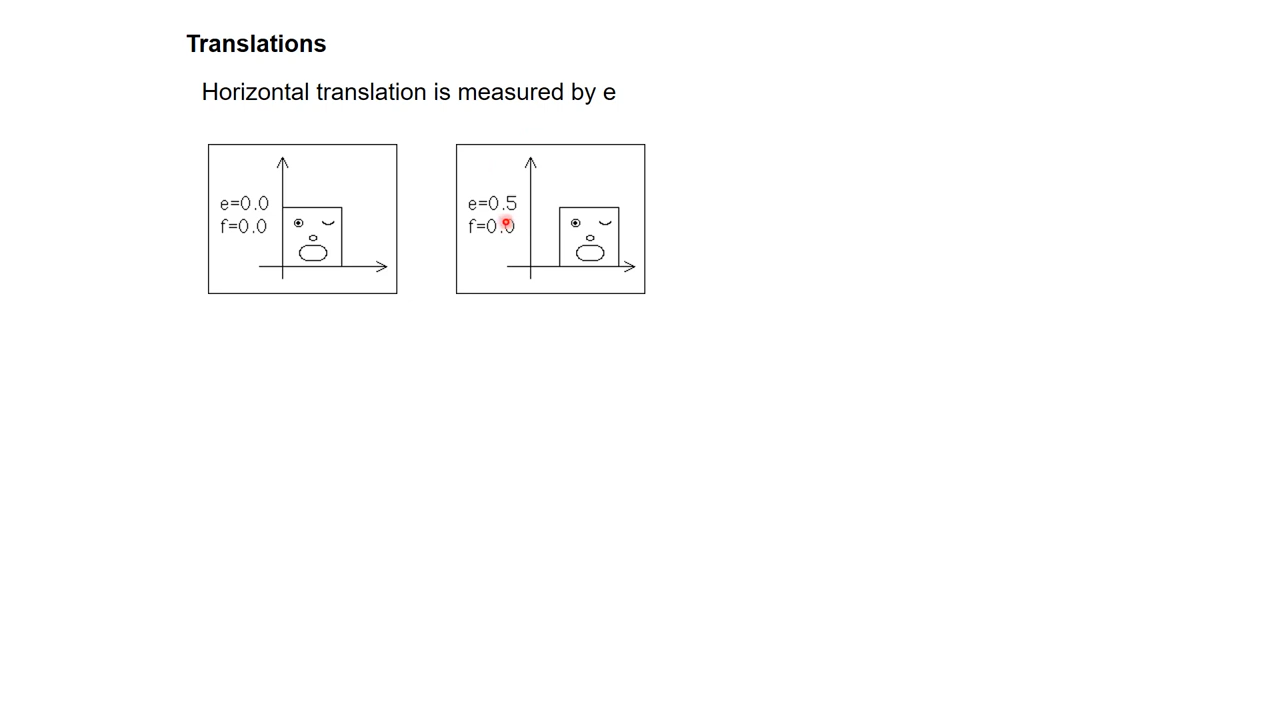 Translations
Horizontal translation is measured by e
e=0.0
f=0.0
e=0.5
f=0.0